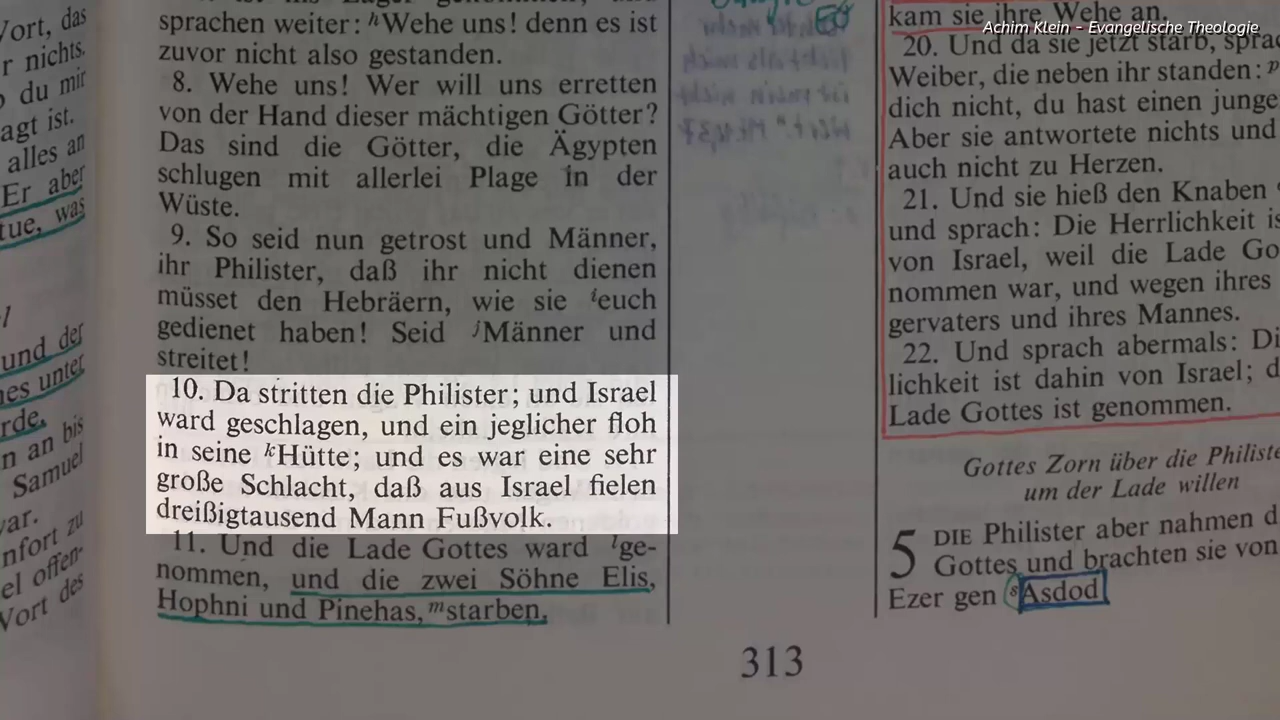 Achim Klein - Evangelische Theologie
Wort, das
r nichts.
du mir
agt ist.
alles an
Er aber
tue, was
und der
nes unter
rde.
n an bis
Samuel
var.
nfort zu
el offen-
Wort des
sprachen weiter: ʰWehe uns! denn es ist
zuvor nicht also gestanden.
8. Wehe uns! Wer will uns erretten
von der Hand dieser mächtigen Götter?
Das sind die Götter, die Ägypten
schlugen mit allerlei Plage in der
Wüste.
9. So seid nun getrost und Männer,
ihr Philister, daß ihr nicht dienen
müsset den Hebräern, wie sie ⁱeuch
gedienet haben! Seid ʲMänner und
streitet!
10. Da stritten die Philister; und Israel
ward geschlagen, und ein jeglicher floh
in seine ᵏHütte; und es war eine sehr
große Schlacht, daß aus Israel fielen
dreißigtausend Mann Fußvolk.
11. Und die Lade Gottes ward ˡge-
nommen, und die zwei Söhne Elis,
Hophni und Pinehas, ᵐstarben.
kam sie ihre Wehe an.
20. Und da sie jetzt starb, sprac
Weiber, die neben ihr standen: ᵖ
dich nicht, du hast einen junge
Aber sie antwortete nichts und
auch nicht zu Herzen.
21. Und sie hieß den Knaben
und sprach: Die Herrlichkeit is
von Israel, weil die Lade Go
nommen war, und wegen ihres
gervaters und ihres Mannes.
22. Und sprach abermals: Di
lichkeit ist dahin von Israel; d
Lade Gottes ist genommen.
Gottes Zorn über die Philiste
um der Lade willen
5 DIE Philister aber nahmen d
Gottes und brachten sie von
Ezer gen ˢAsdod
313